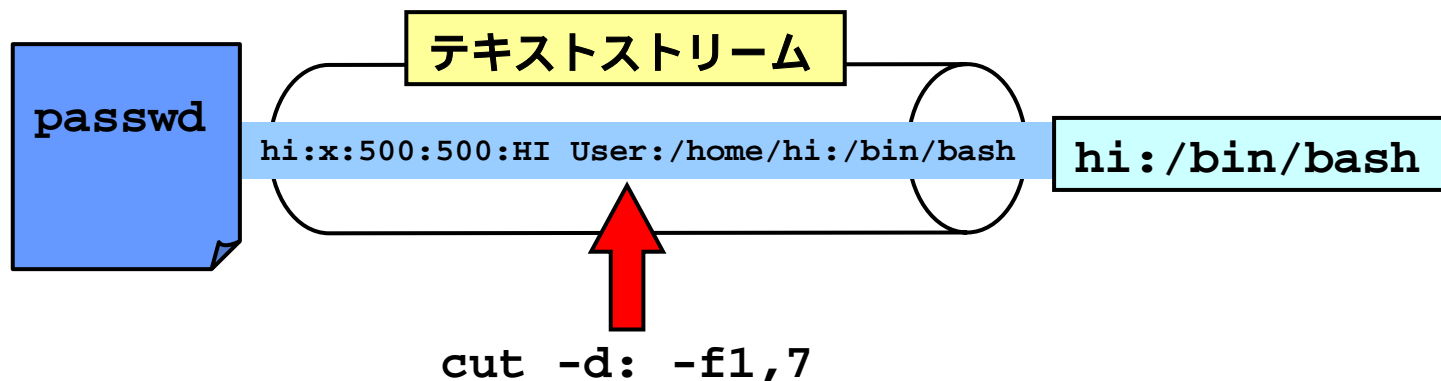 テキストストリーム
passwd
hi:x:500:500:HI User:/home/hi:/bin/bash
hi:/bin/bash
cut -d: -f1,7